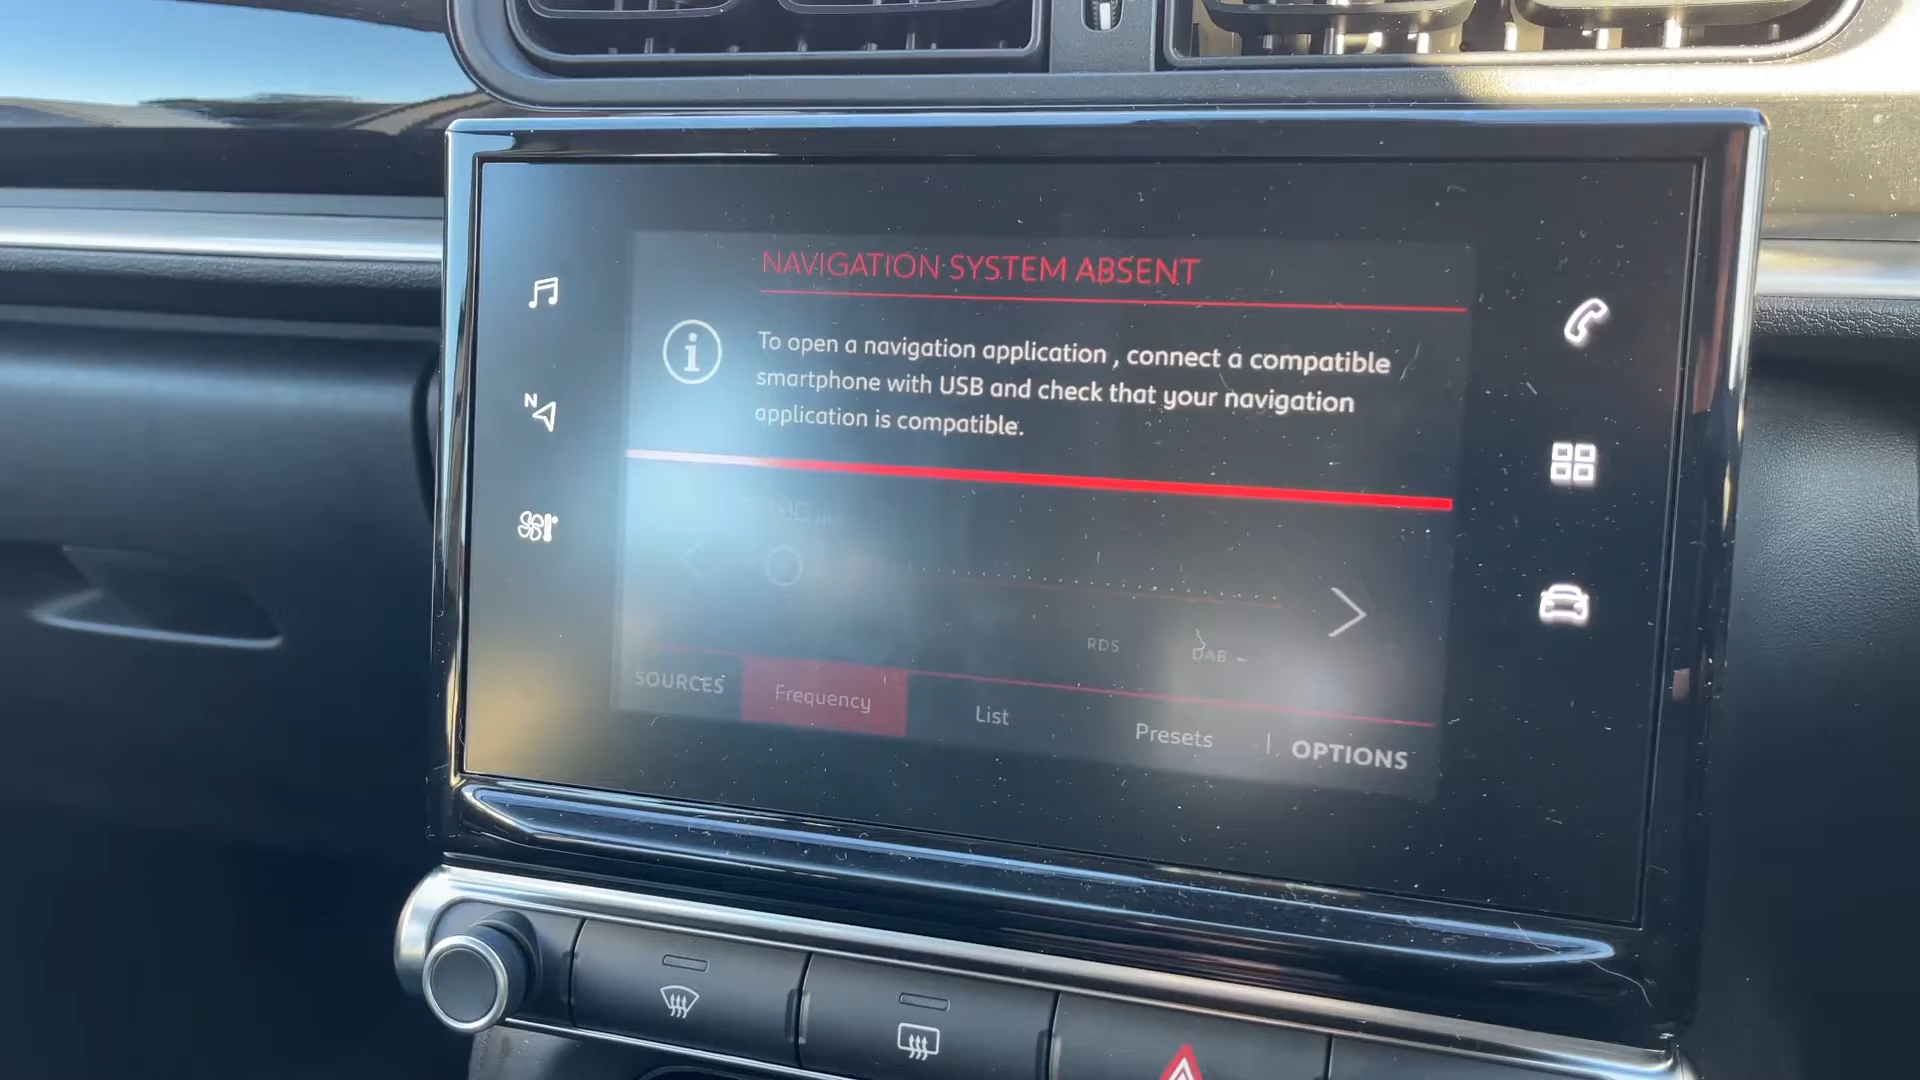 NAVIGATION SYSTEM ABSENT
To open a navigation application , connect a compatible
smartphone with USB and check that your navigation
application is compatible.
N
RDS
DAB
SOURCES
Frequency
List
Presets
OPTIONS